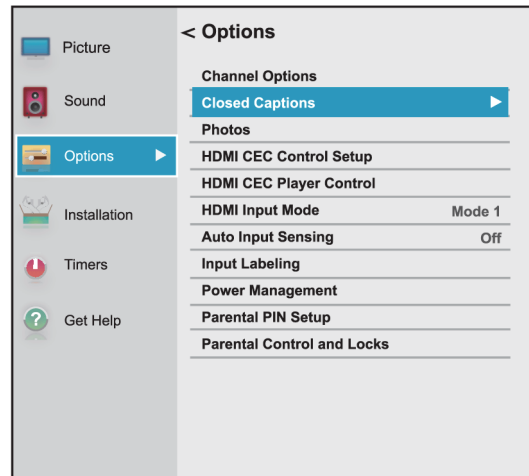 Picture
Sound
Options
Installation
Timers
Get Help
< Options
Channel Options
Closed Captions
Photos
HDMI CEC Control Setup
HDMI CEC Player Control
HDMI Input Mode Mode 1
Auto Input Sensing Off
Input Labeling
Power Management
Parental PIN Setup
Parental Control and Locks